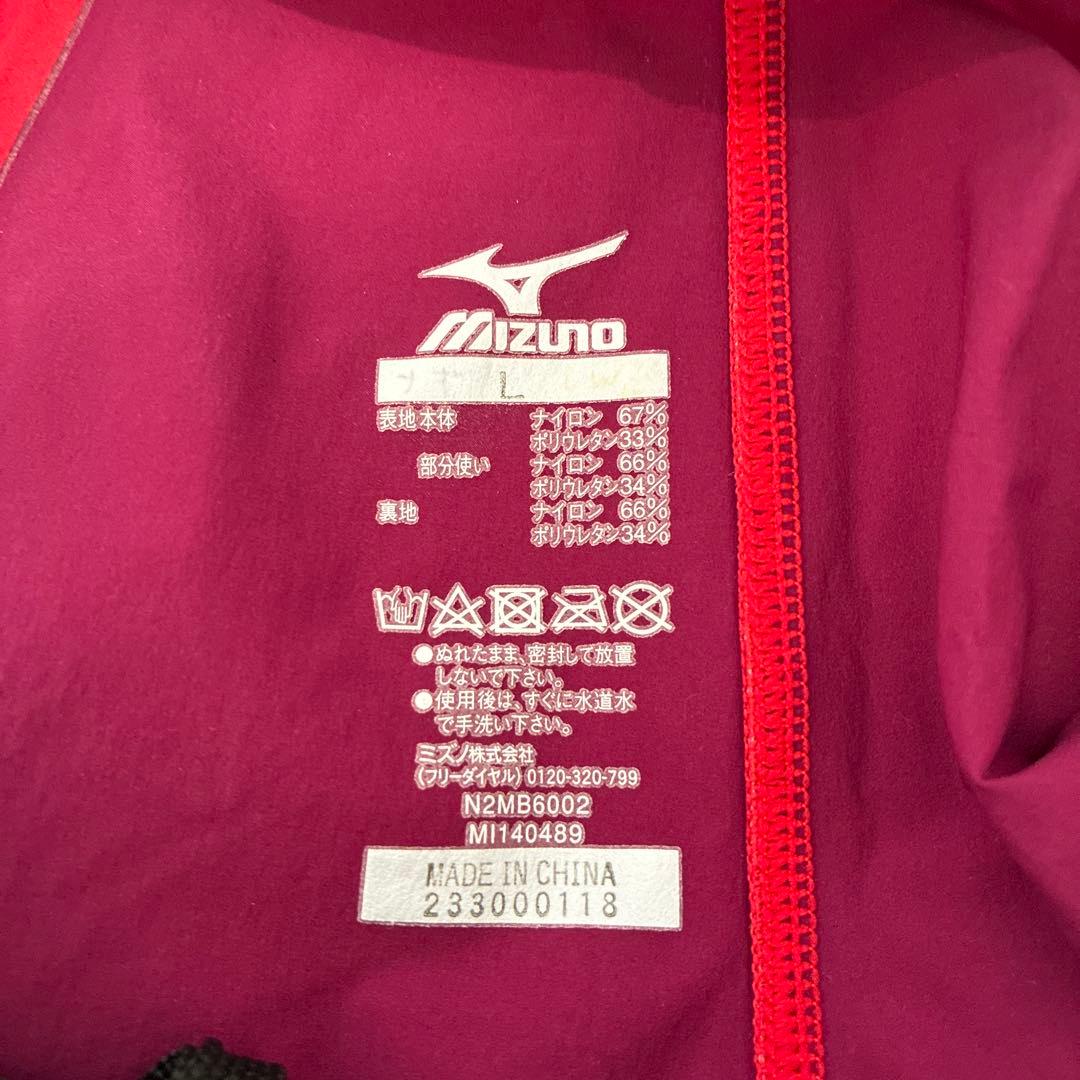 MIZUNO
L
表地 本体 ナイロン 67%
ポリウレタン33%
部分使い ナイロン 66%
ポリウレタン34%
裏地 ナイロン 66%
ポリウレタン34%
●ぬれたまま、密封して放置
しないで下さい。
●使用後は、すぐに水道水
で手洗い下さい。
ミズノ株式会社
(フリーダイヤル) 0120-320-799
N2MB6002
MI140489
MADE IN CHINA
233000118